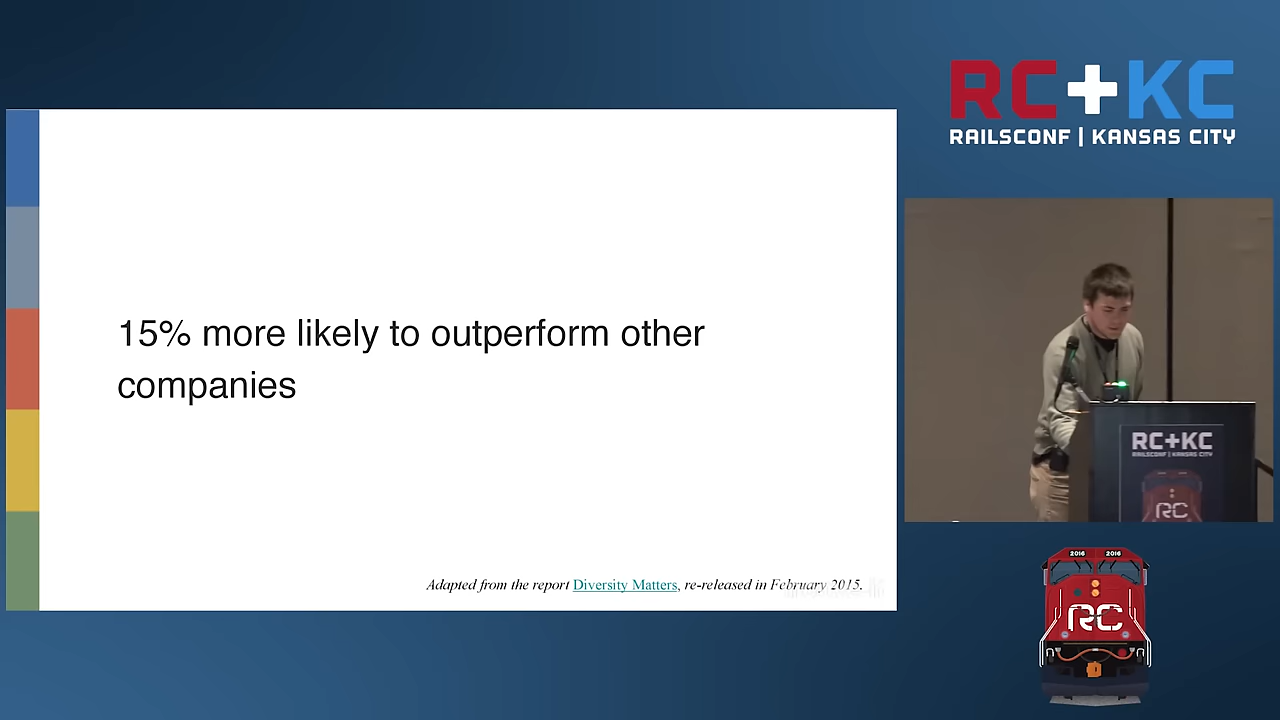 RC+KC
RAILSCONF | KANSAS CITY
15% more likely to outperform other
companies
Adapted from the report Diversity Matters, re-released in February 2015.
RC+KC
RAILSCONF | KANSAS CITY
RC
2016 2016
RC